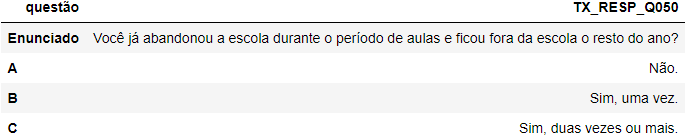 questão TX_RESP_Q050
Enunciado Você já abandonou a escola durante o período de aulas e ficou fora da escola o resto do ano?
A Não.
B Sim, uma vez.
C Sim, duas vezes ou mais.